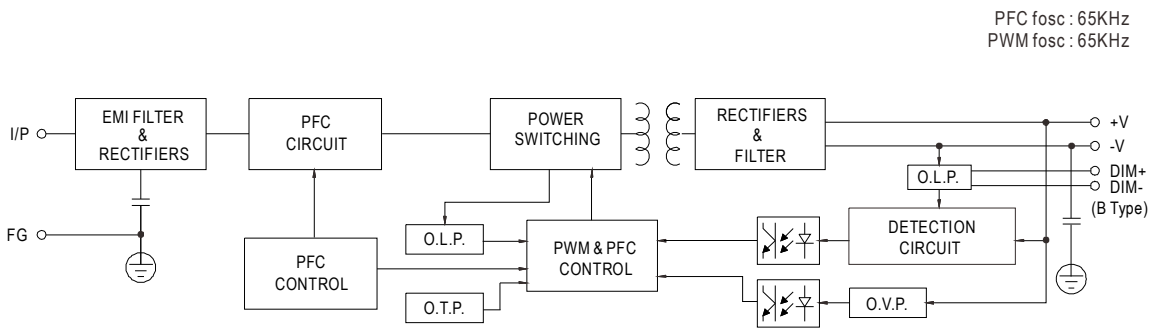 PFC fosc : 65KHz
PWM fosc : 65KHz
I/P
EMI FILTER
&
RECTIFIERS
PFC
CIRCUIT
POWER
SWITCHING
RECTIFIERS
&
FILTER
+V
-V
DIM+
DIM-
(B Type)
O.L.P.
FG
O.L.P.
PFC
CONTROL
PWM & PFC
CONTROL
DETECTION
CIRCUIT
O.T.P.
O.V.P.